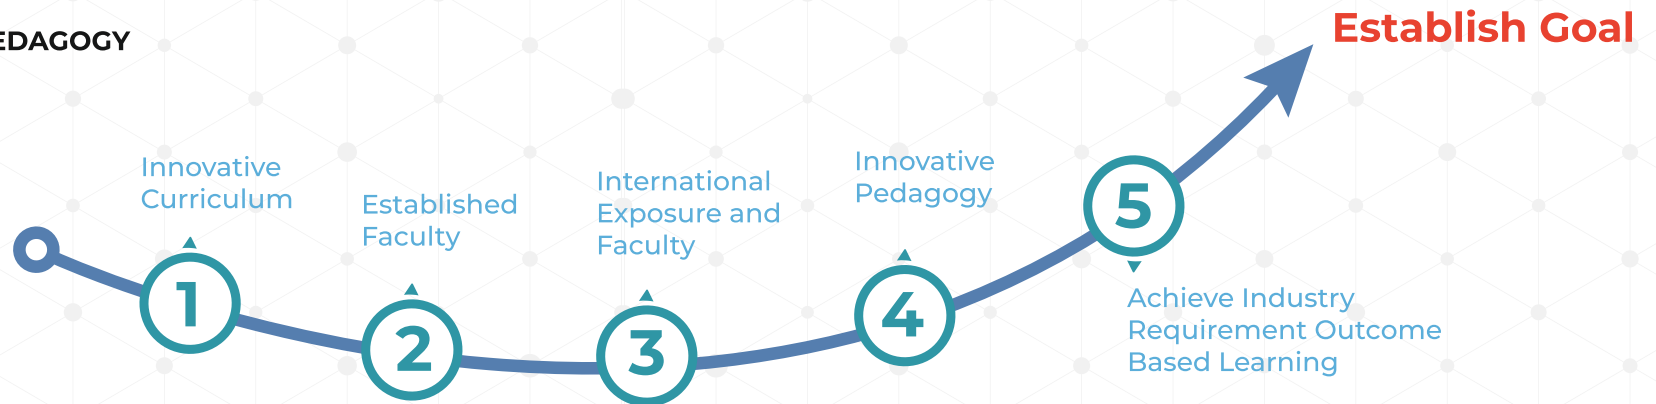 EDAGOGY
Establish Goal
Innovative
Curriculum
1
Established
Faculty
2
International
Exposure and
Faculty
3
Innovative
Pedagogy
4
5
Achieve Industry
Requirement Outcome
Based Learning